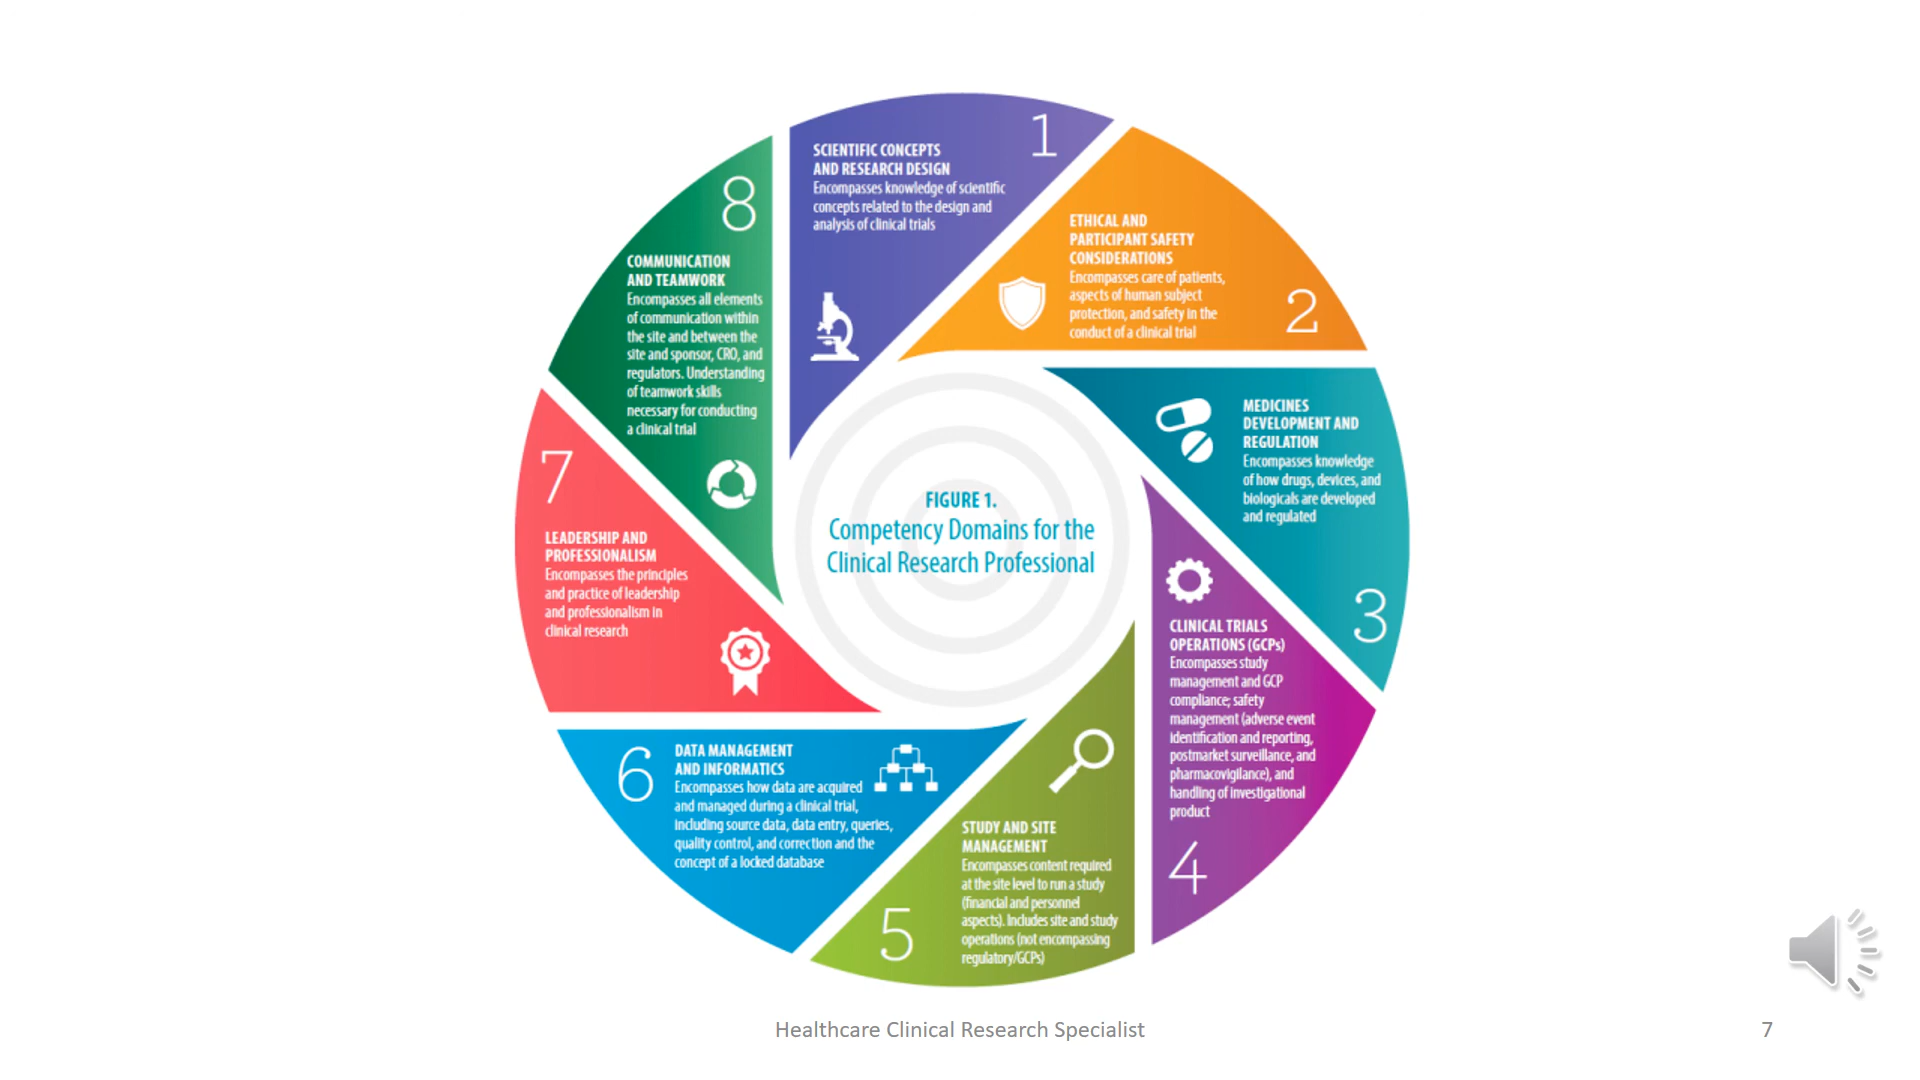 1
SCIENTIFIC CONCEPTS
AND RESEARCH DESIGN
Encompasses knowledge of scientific
concepts related to the design and
analysis of clinical trials
ETHICAL AND
PARTICIPANT SAFETY
CONSIDERATIONS
Encompasses care of patients,
aspects of human subject
protection, and safety in the
conduct of a clinical trial
2
MEDICINES
DEVELOPMENT AND
REGULATION
Encompasses knowledge
of how drugs, devices, and
biologicals are developed
and regulated
3
CLINICAL TRIALS
OPERATIONS (GCPs)
Encompasses study
management and GCP
compliance; safety
management (adverse event
identification and reporting,
postmarket surveillance, and
pharmacovigilance), and
handling of investigational
product
4
STUDY AND SITE
MANAGEMENT
Encompasses content required
at the site level to run a study
(financial and personnel
aspects). Includes site and study
operations (not encompassing
regulatory/GCPs)
5
6
DATA MANAGEMENT
AND INFORMATICS
Encompasses how data are acquired
and managed during a clinical trial,
including source data, data entry, queries,
quality control, and correction and the
concept of a locked database
7
LEADERSHIP AND
PROFESSIONALISM
Encompasses the principles
and practice of leadership
and professionalism in
clinical research
8
COMMUNICATION
AND TEAMWORK
Encompasses all elements
of communication within
the site and between the
site and sponsor, CRO, and
regulators. Understanding
of teamwork skills
necessary for conducting
a clinical trial
FIGURE 1.
Competency Domains for the
Clinical Research Professional
Healthcare Clinical Research Specialist
7